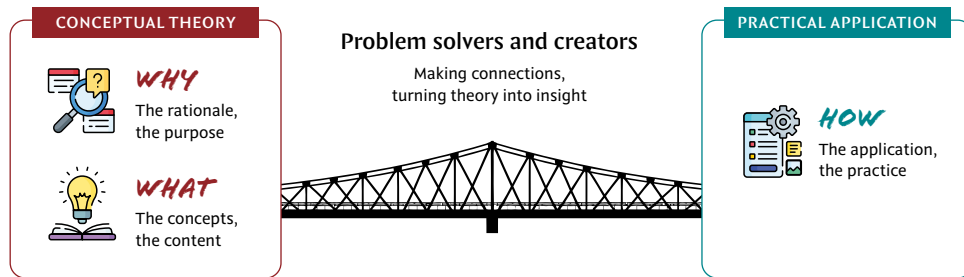 CONCEPTUAL THEORY
?
WHY
The rationale,
the purpose
WHAT
The concepts,
the content
Problem solvers and creators
Making connections,
turning theory into insight
PRACTICAL APPLICATION
HOW
The application,
the practice